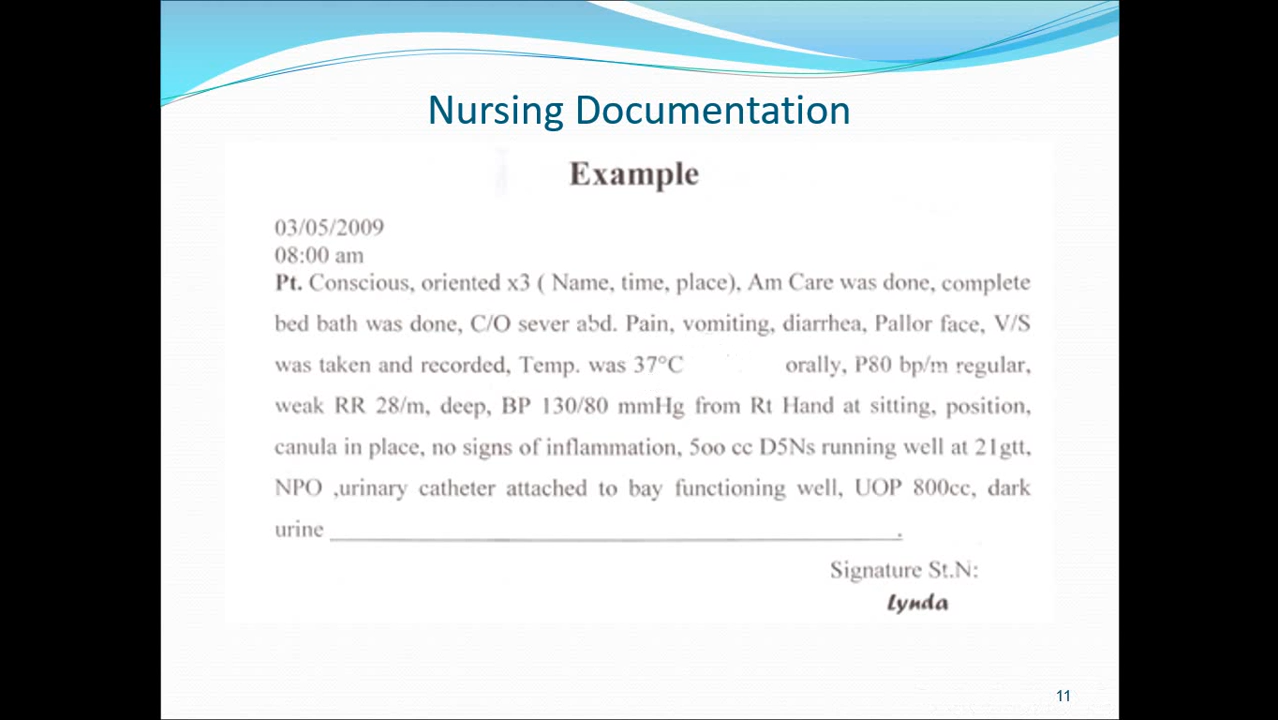 Nursing Documentation
Example
03/05/2009
08:00 am
Pt. Conscious, oriented x3 ( Name, time, place), Am Care was done, complete
bed bath was done, C/O sever abd. Pain, vomiting, diarrhea, Pallor face, V/S
was taken and recorded, Temp. was 37°C orally, P80 bp/m regular,
weak RR 28/m, deep, BP 130/80 mmHg from Rt Hand at sitting, position,
canula in place, no signs of inflammation, 5oo cc D5Ns running well at 21gtt,
NPO ,urinary catheter attached to bay functioning well, UOP 800cc, dark
urine ______________________________.
Signature St.N:
Lynda
11